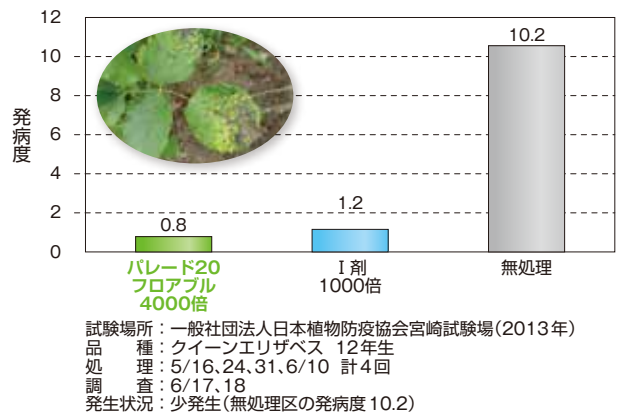 12
10
8
6
4
2
0
発病度
0.8
1.2
10.2
パレード20
フロアブル
4000倍
I 剤
1000倍
無処理
試験場所：一般社団法人日本植物防疫協会宮崎試験場（2013年）
品　　種：クイーンエリザベス 12年生
処　　理：5/16、24、31、6/10 計4回
調　　査：6/17、18
発生状況：少発生（無処理区の発病度10.2）